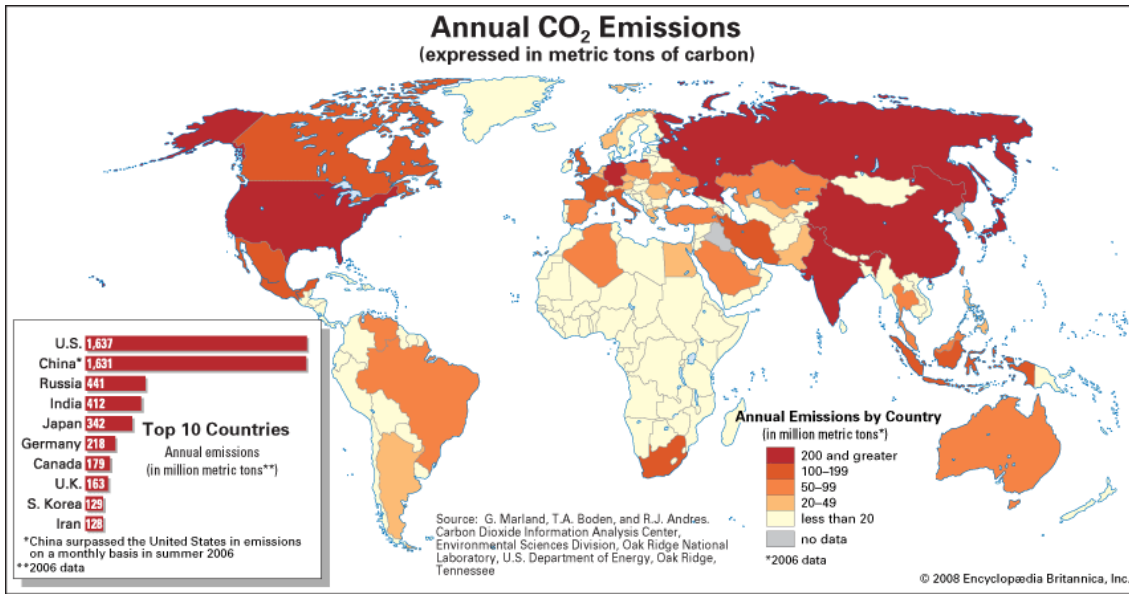 Annual CO₂ Emissions
(expressed in metric tons of carbon)
U.S. 1,637
China* 1,631
Russia 441
India 412
Japan 342
Germany 218
Canada 179
U.K. 163
S. Korea 129
Iran 128
Top 10 Countries
Annual emissions
(in million metric tons**)
*China surpassed the United States in emissions
on a monthly basis in summer 2006
**2006 data
Source: G. Marland, T.A. Boden, and R.J. Andres.
Carbon Dioxide Information Analysis Center,
Environmental Sciences Division, Oak Ridge National
Laboratory, U.S. Department of Energy, Oak Ridge,
Tennessee
Annual Emissions by Country
(in million metric tons*)
200 and greater
100–199
50–99
20–49
less than 20
no data
*2006 data
© 2008 Encyclopædia Britannica, Inc.